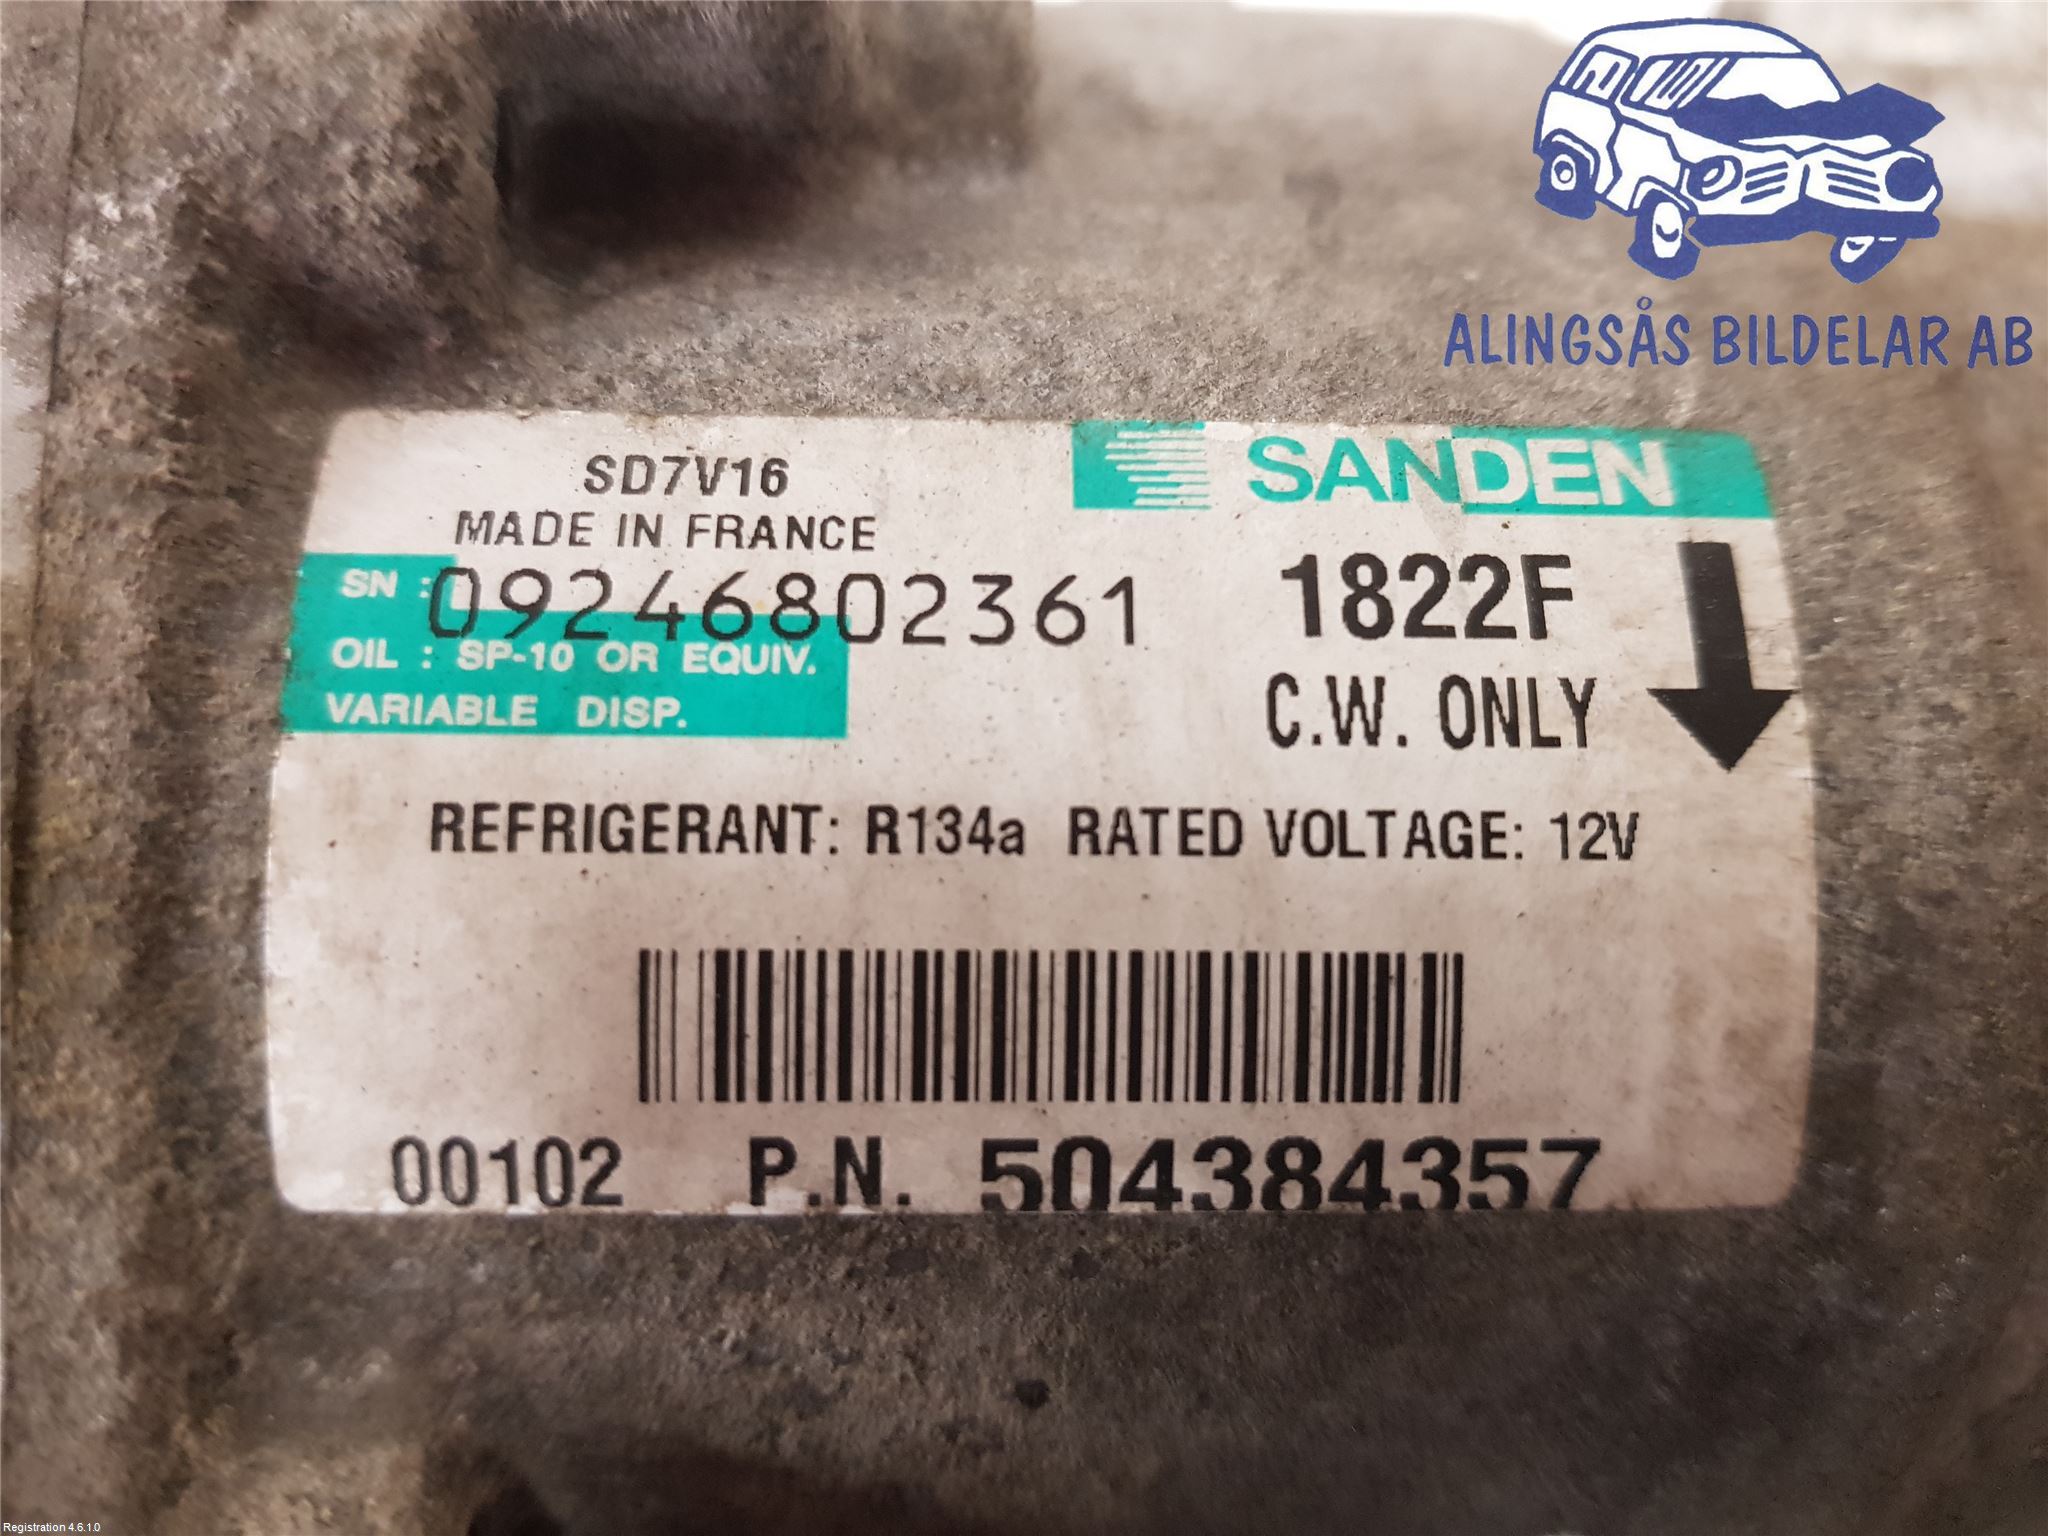 ALINGSÅS BILDELAR AB
SD7V16
SANDEN
MADE IN FRANCE
SN : 09246802361
1822F
OIL : SP-10 OR EQUIV.
VARIABLE DISP.
C.W. ONLY
REFRIGERANT: R134a RATED VOLTAGE: 12V
00102 P.N. 504384357
Registration 4.6.1.0